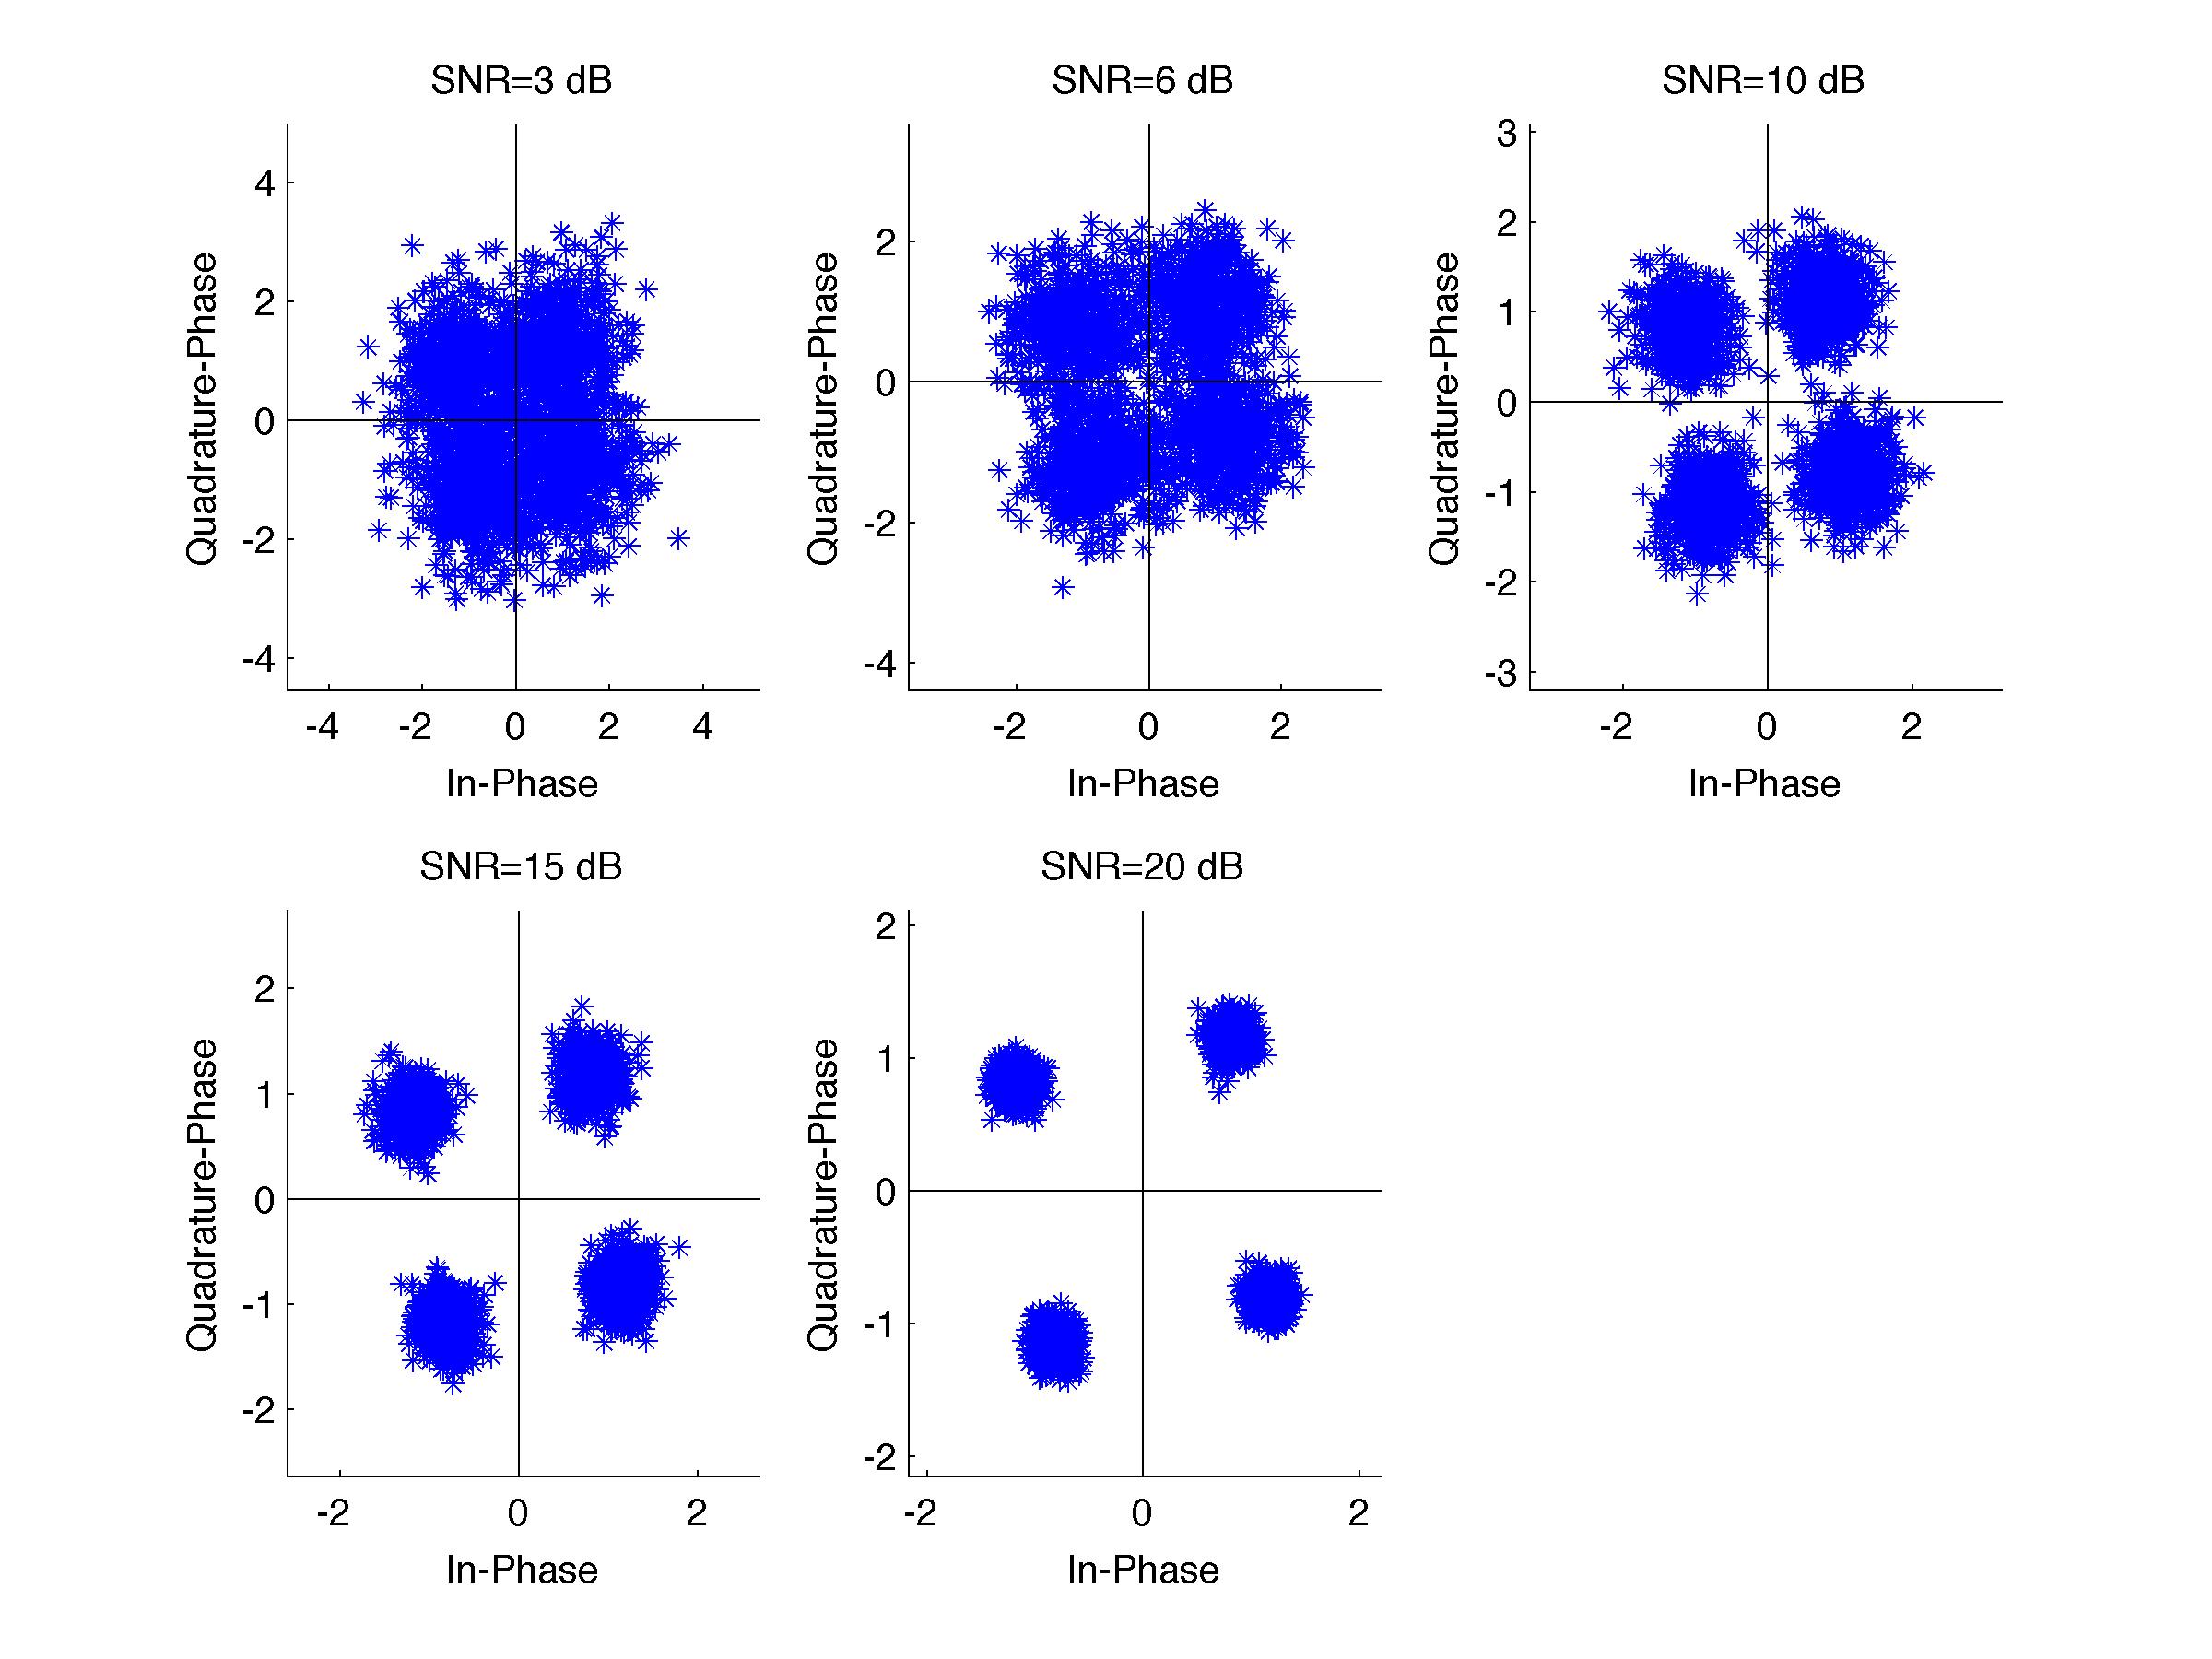 SNR=3 dB
Quadrature-Phase
4
2
0
-2
-4
-4 -2 0 2 4
In-Phase
SNR=6 dB
Quadrature-Phase
2
0
-2
-4
-2 0 2
In-Phase
SNR=10 dB
Quadrature-Phase
3
2
1
0
-1
-2
-3
-2 0 2
In-Phase
SNR=15 dB
Quadrature-Phase
2
1
0
-1
-2
-2 0 2
In-Phase
SNR=20 dB
Quadrature-Phase
2
1
0
-1
-2
-2 0 2
In-Phase